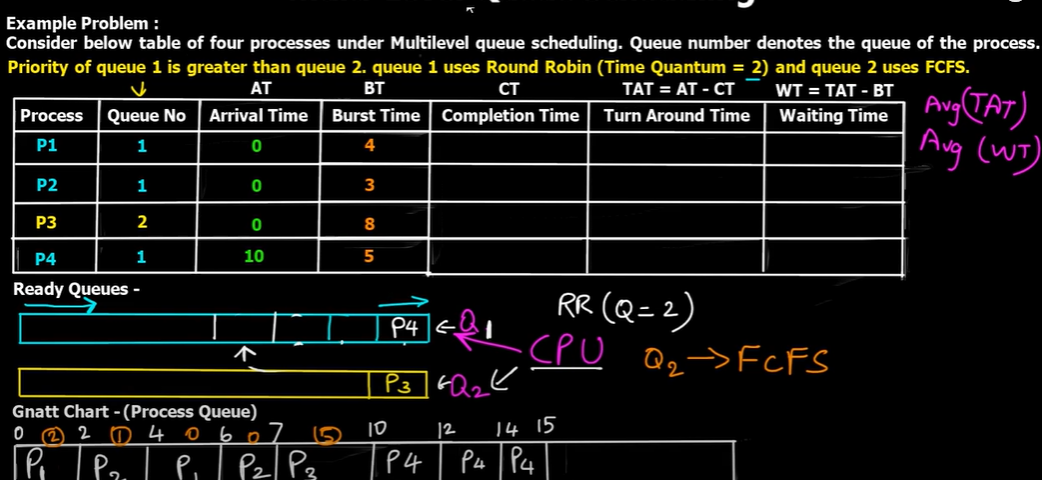 Example Problem :
Consider below table of four processes under Multilevel queue scheduling. Queue number denotes the queue of the process.
Priority of queue 1 is greater than queue 2. queue 1 uses Round Robin (Time Quantum = 2) and queue 2 uses FCFS.
AT BT CT TAT = AT - CT WT = TAT - BT
Process Queue No Arrival Time Burst Time Completion Time Turn Around Time Waiting Time
Avg(TAT)
P1 1 0 4
Avg (WT)
P2 1 0 3
P3 2 0 8
P4 1 10 5
Ready Queues -
RR (Q=2)
P4 Q1
CPU Q2 → FCFS
P3 Q2
Gnatt Chart - (Process Queue)
0 2 2 1 4 0 6 0 7 5 10 12 14 15
P1 P2 P1 P2 P3 P4 P4 P4